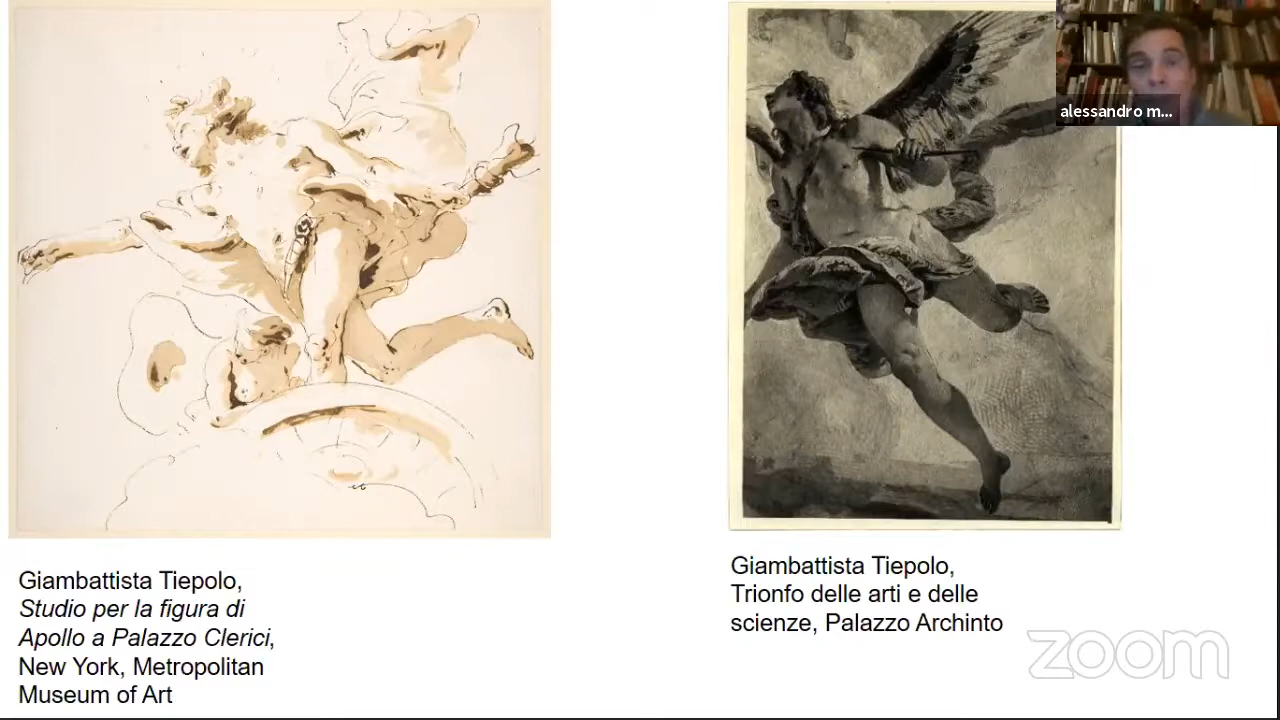 alessandro m...
Giambattista Tiepolo,
Studio per la figura di
Apollo a Palazzo Clerici,
New York, Metropolitan
Museum of Art
Giambattista Tiepolo,
Trionfo delle arti e delle
scienze, Palazzo Archinto
zoom